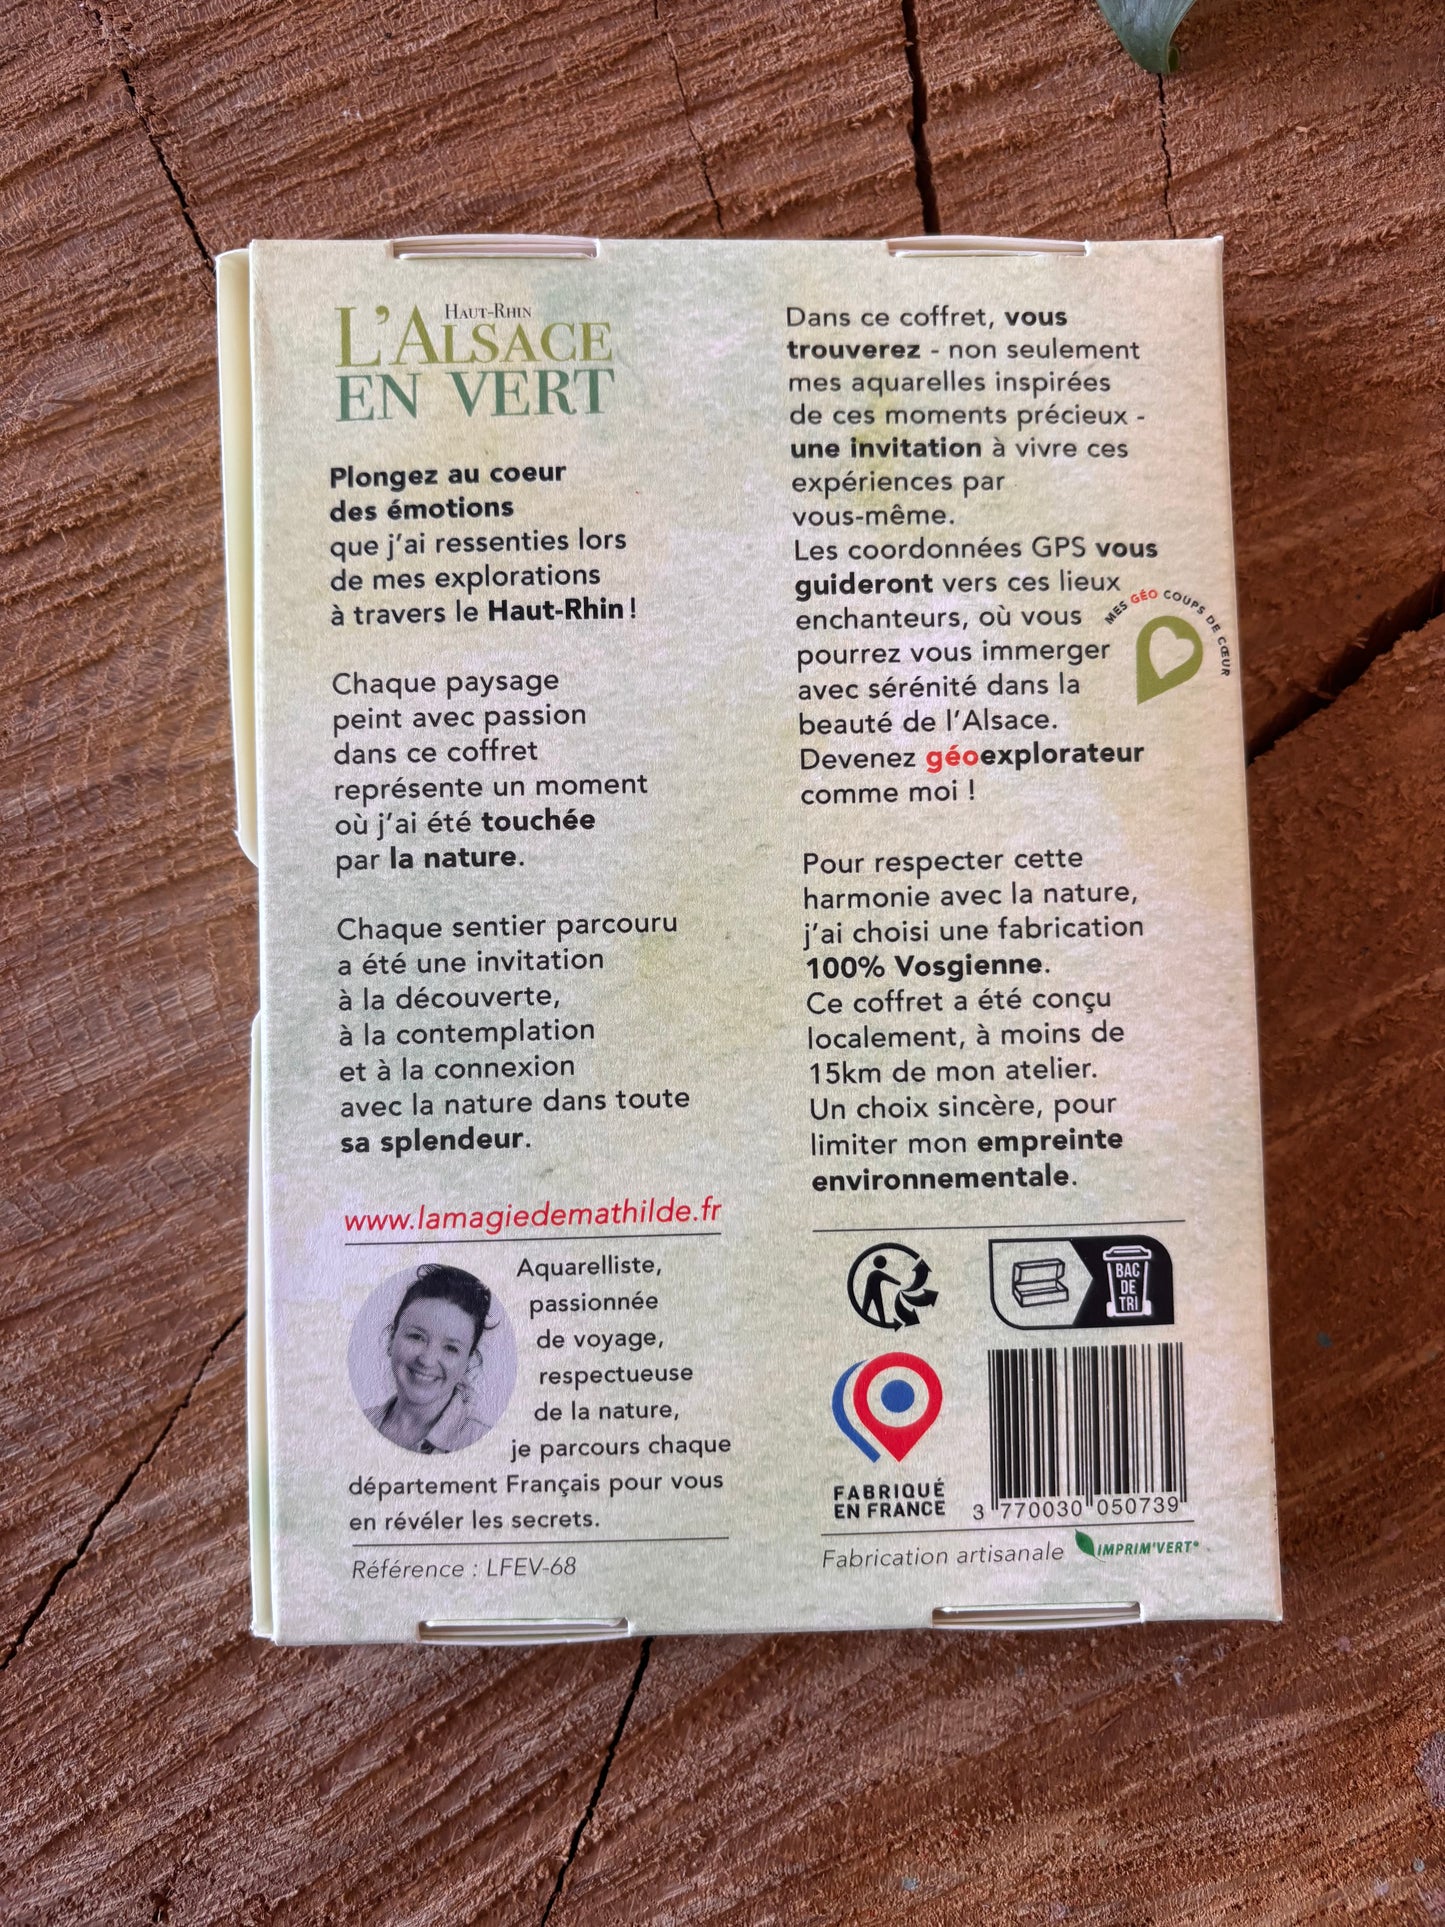 HAUT-RHIN
L'ALSACE
EN VERT
Plongez au coeur
des émotions
que j'ai ressenties lors
de mes explorations
à travers le Haut-Rhin !
Chaque paysage
peint avec passion
dans ce coffret
représente un moment
où j'ai été touchée
par la nature.
Chaque sentier parcouru
a été une invitation
à la découverte,
à la contemplation
et à la connexion
avec la nature dans toute
sa splendeur.
www.lamagiedemathilde.fr
Aquarelliste,
passionnée
de voyage,
respectueuse
de la nature,
je parcours chaque
département Français pour vous
en révéler les secrets.
Référence : LFEV-68
Dans ce coffret, vous
trouverez - non seulement
mes aquarelles inspirées
de ces moments précieux -
une invitation à vivre ces
expériences par
vous-même.
Les coordonnées GPS vous
guideront vers ces lieux
enchanteurs, où vous
pourrez vous immerger
avec sérénité dans la
beauté de l'Alsace.
Devenez géoexplorateur
comme moi !
MES GÉO COUPS DE CŒUR
Pour respecter cette
harmonie avec la nature,
j'ai choisi une fabrication
100% Vosgienne.
Ce coffret a été conçu
localement, à moins de
15km de mon atelier.
Un choix sincère, pour
limiter mon empreinte
environnementale.
BAC
DE
TRI
FABRIQUÉ
EN FRANCE
3 770030 050739
Fabrication artisanale
IMPRIM'VERT®